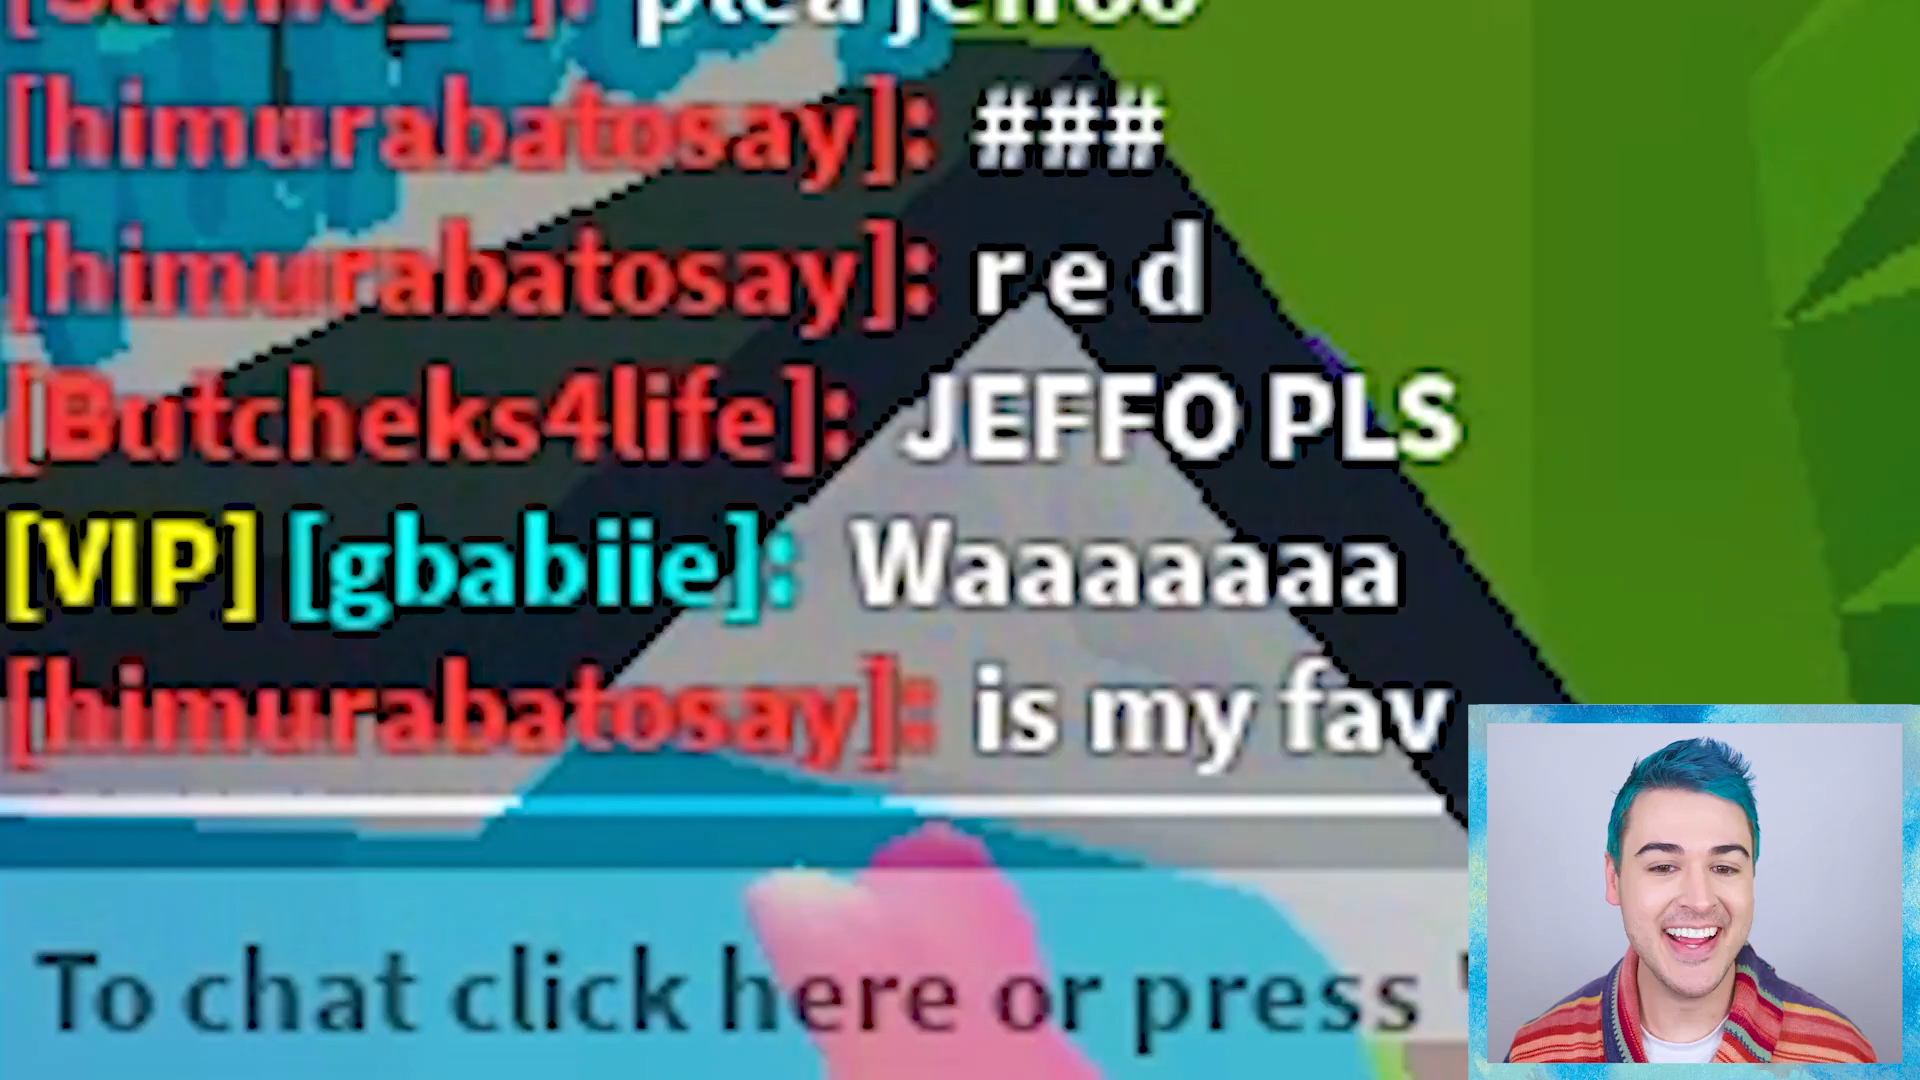 [himurabatosay]: ###
[himurabatosay]: r e d
[Butcheks4life]: JEFFO PLS
[VIP] [gbabiie]: Waaaaaaa
[himurabatosay]: is my fav
To chat click here or press